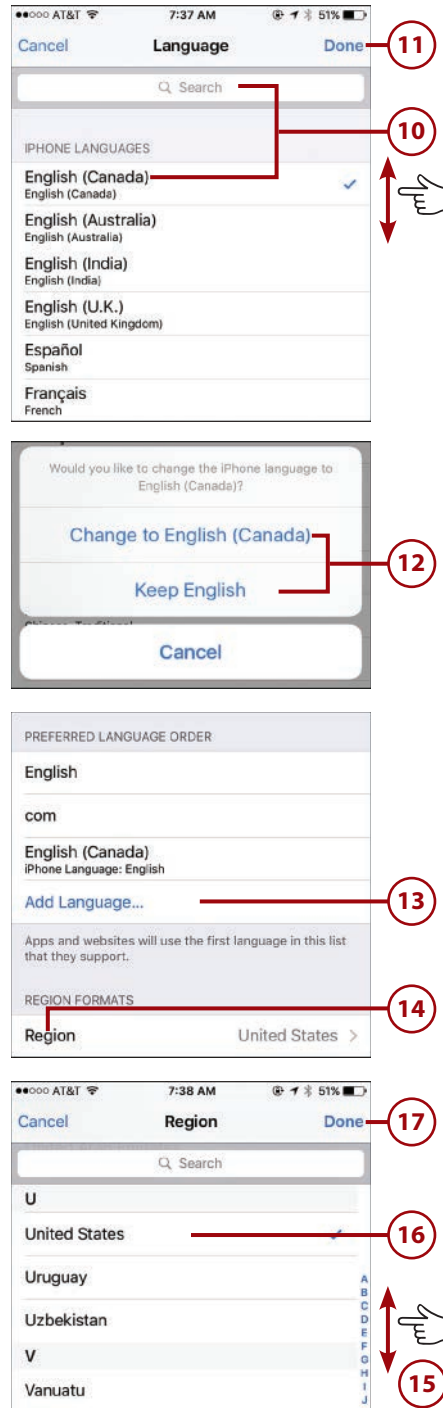 AT&T 7:37 AM 51%
Cancel Language Done 11
Search
10
IPHONE LANGUAGES
English (Canada)
English (Canada)
English (Australia)
English (Australia)
English (India)
English (India)
English (U.K.)
English (United Kingdom)
Español
Spanish
Français
French
Would you like to change the iPhone language to
English (Canada)?
Change to English (Canada)
12
Keep English
Cancel
PREFERRED LANGUAGE ORDER
English
com
English (Canada)
iPhone Language: English
Add Language... 13
Apps and websites will use the first language in this list
that they support.
REGION FORMATS
14
Region United States >
AT&T 7:38 AM 51%
Cancel Region Done 17
Search
U
United States 16
Uruguay
Uzbekistan
V
Vanuatu
A
B
C
D
E
F
G
H
I
J
15